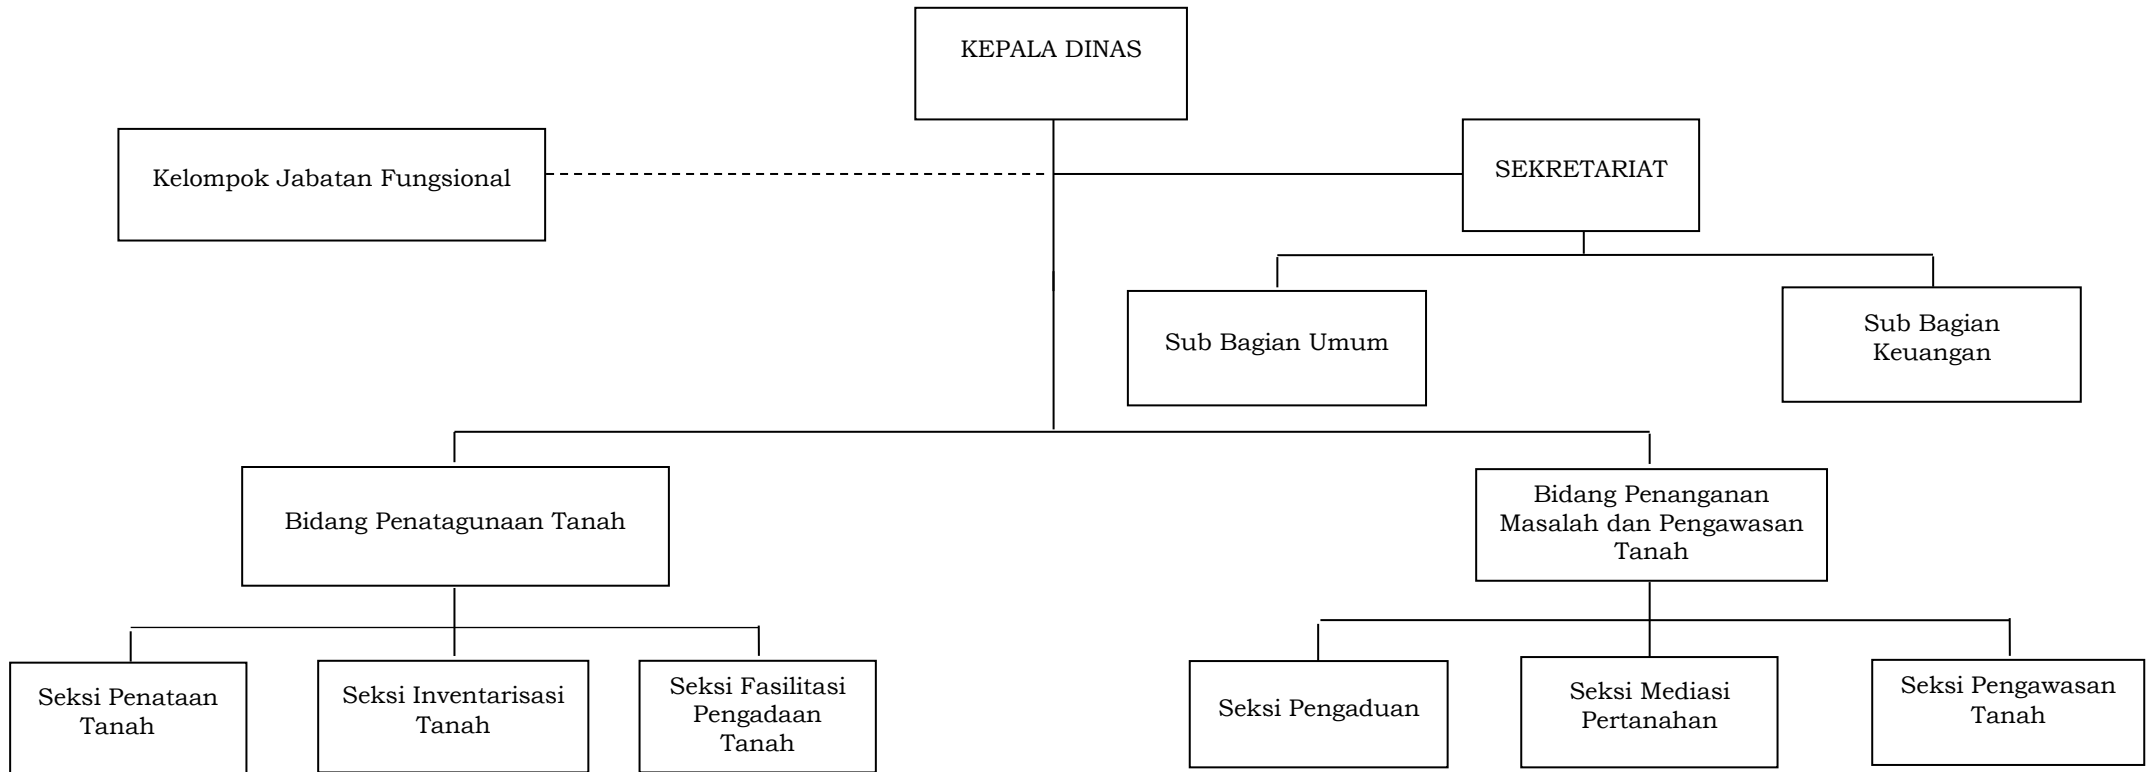 KEPALA DINAS
Kelompok Jabatan Fungsional
SEKRETARIAT
Sub Bagian Umum
Sub Bagian
Keuangan
Bidang Penatagunaan Tanah
Bidang Penanganan
Masalah dan Pengawasan
Tanah
Seksi Penataan
Tanah
Seksi Inventarisasi
Tanah
Seksi Fasilitasi
Pengadaan
Tanah
Seksi Pengaduan
Seksi Mediasi
Pertanahan
Seksi Pengawasan
Tanah